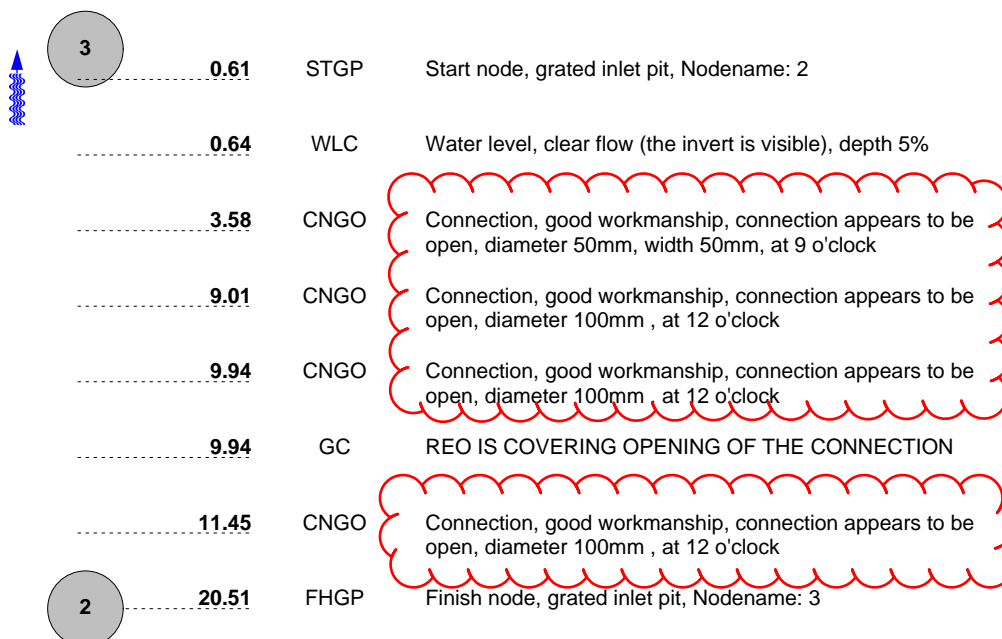 3
0.61 STGP Start node, grated inlet pit, Nodename: 2
0.64 WLC Water level, clear flow (the invert is visible), depth 5%
3.58 CNGO Connection, good workmanship, connection appears to be
open, diameter 50mm, width 50mm, at 9 o'clock
9.01 CNGO Connection, good workmanship, connection appears to be
open, diameter 100mm , at 12 o'clock
9.94 CNGO Connection, good workmanship, connection appears to be
open, diameter 100mm , at 12 o'clock
9.94 GC REO IS COVERING OPENING OF THE CONNECTION
11.45 CNGO Connection, good workmanship, connection appears to be
open, diameter 100mm , at 12 o'clock
2 20.51 FHGP Finish node, grated inlet pit, Nodename: 3